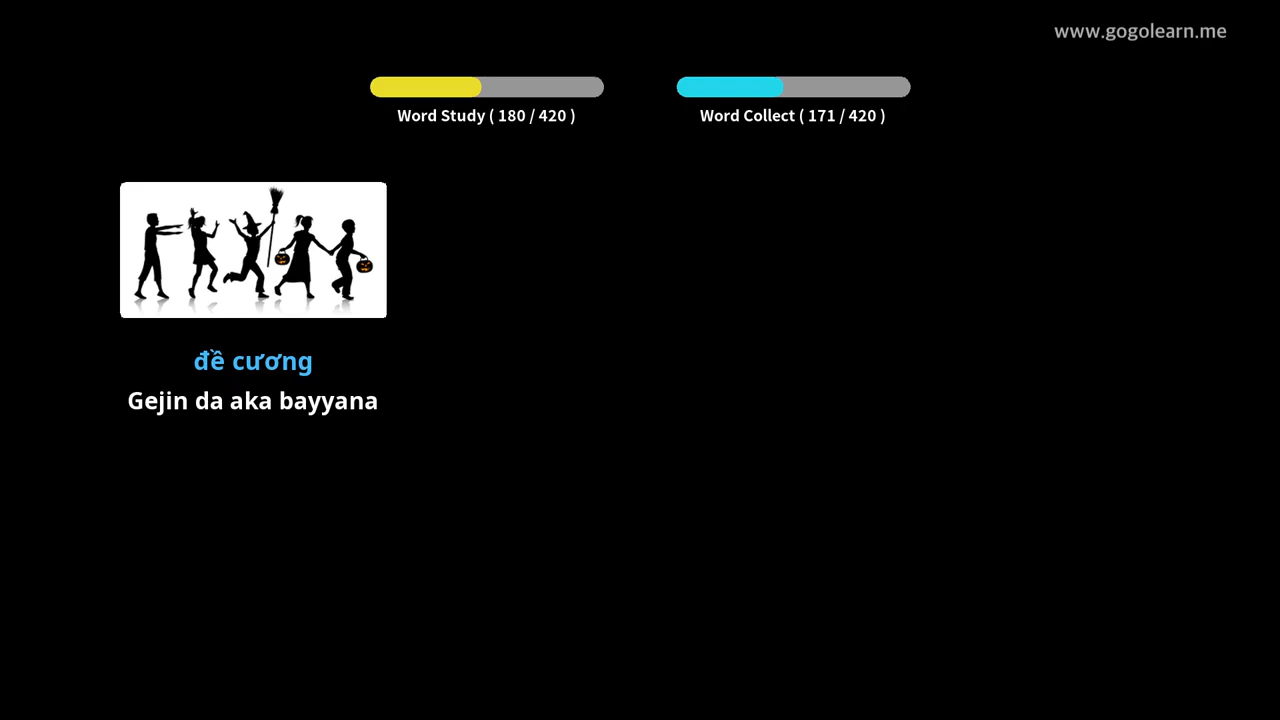 www.gogolearn.me
Word Study ( 180 / 420 )
Word Collect ( 171 / 420 )
đề cương
Gejin da aka bayyana